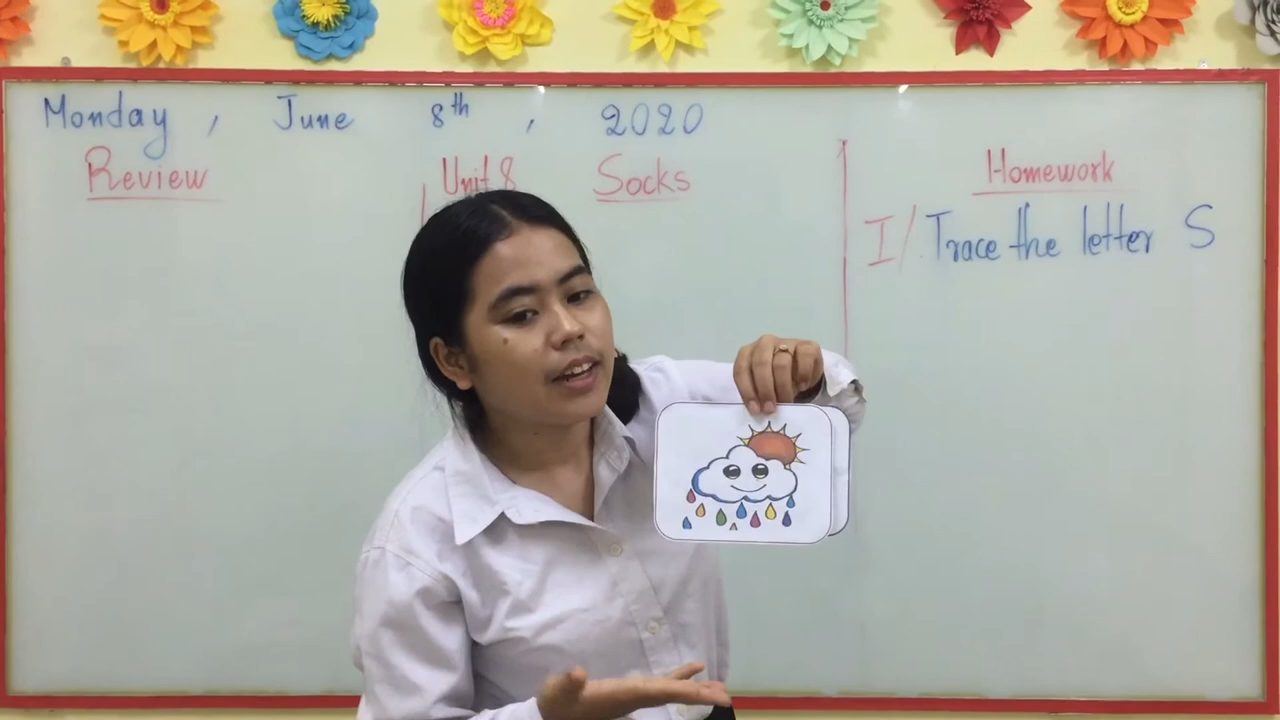 Monday, June 8th, 2020
Review
Unit 8 Socks
Homework
I/. Trace the letter S